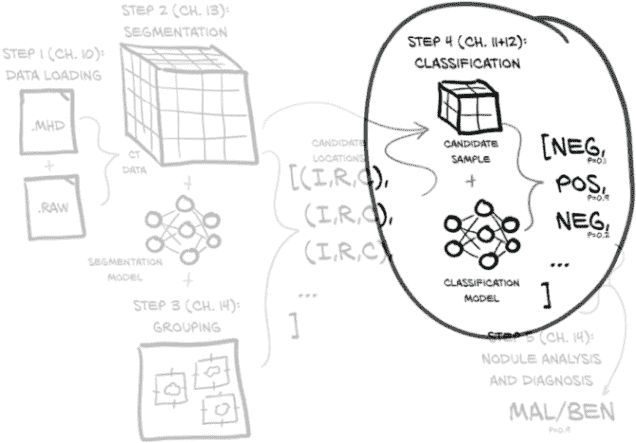 STEP 1 (CH. 10):
DATA LOADING
.MHD
+
.RAW
STEP 2 (CH. 13):
SEGMENTATION
CT
DATA
+
SEGMENTATION
MODEL
+
STEP 3 (CH. 14):
GROUPING
CANDIDATE
LOCATIONS
[(I,R,C),
(I,R,C),
(I,R,C),
...
]
STEP 4 (CH. 11+12):
CLASSIFICATION
CANDIDATE
SAMPLE
+
CLASSIFICATION
MODEL
[NEG,
P=0.1
POS,
P=0.9
NEG,
P=0.2
...
]
STEP 5 (CH. 14):
NODULE ANALYSIS
AND DIAGNOSIS
MAL/BEN
P=0.9